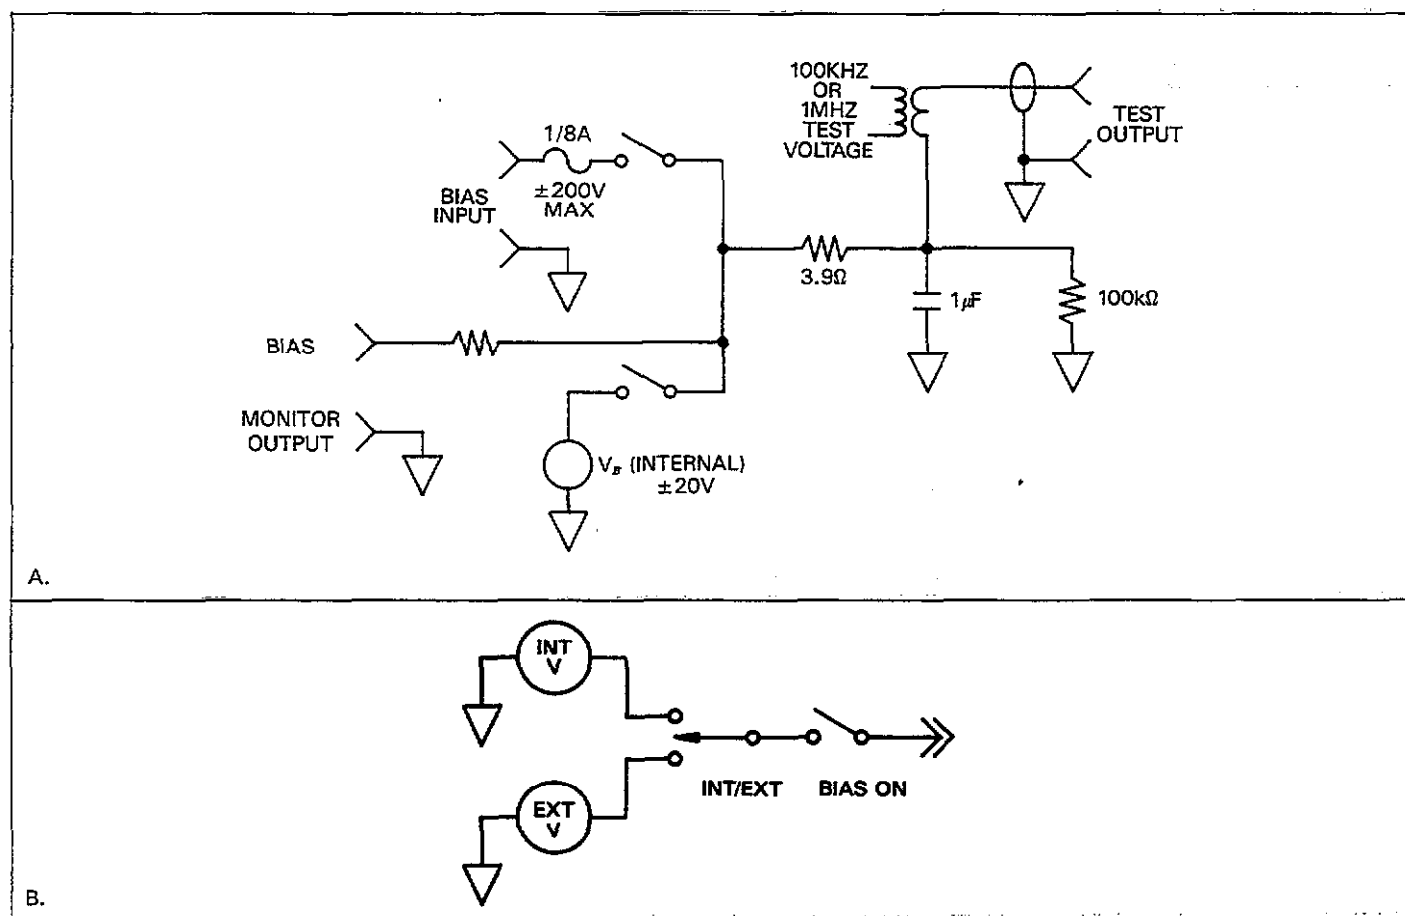 100KHZ
OR
1MHZ
TEST
VOLTAGE
TEST
OUTPUT
1/8A
±200V
MAX
BIAS
INPUT
3.9Ω
1μF
100kΩ
BIAS
MONITOR
OUTPUT
V_B (INTERNAL)
±20V
A.
INT
V
INT/EXT
BIAS ON
EXT
V
B.